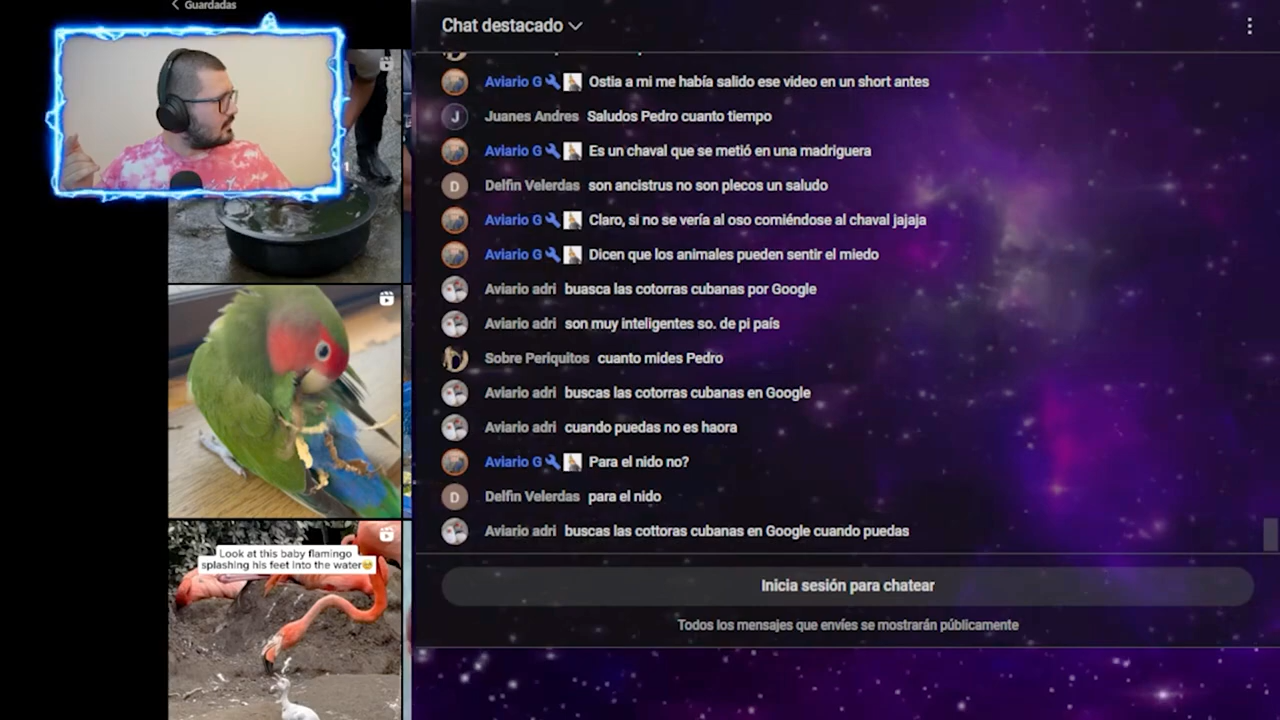 Guardadas
Chat destacado
Aviario G Ostia a mi me había salido ese video en un short antes
J Juanes Andres Saludos Pedro cuanto tiempo
Aviario G Es un chaval que se metió en una madriguera
D Delfin Velerdas son ancistrus no son plecos un saludo
Aviario G Claro, si no se vería al oso comiéndose al chaval jajaja
Aviario G Dicen que los animales pueden sentir el miedo
Aviario adri buasca las cotorras cubanas por Google
Aviario adri son muy inteligentes so. de pi país
Sobre Periquitos cuanto mides Pedro
Aviario adri buscas las cotorras cubanas en Google
Aviario adri cuando puedas no es haora
Aviario G Para el nido no?
D Delfin Velerdas para el nido
Aviario adri buscas las cottoras cubanas en Google cuando puedas
Inicia sesión para chatear
Todos los mensajes que envíes se mostrarán públicamente
Look at this baby flamingo
splashing his feet into the water🥹